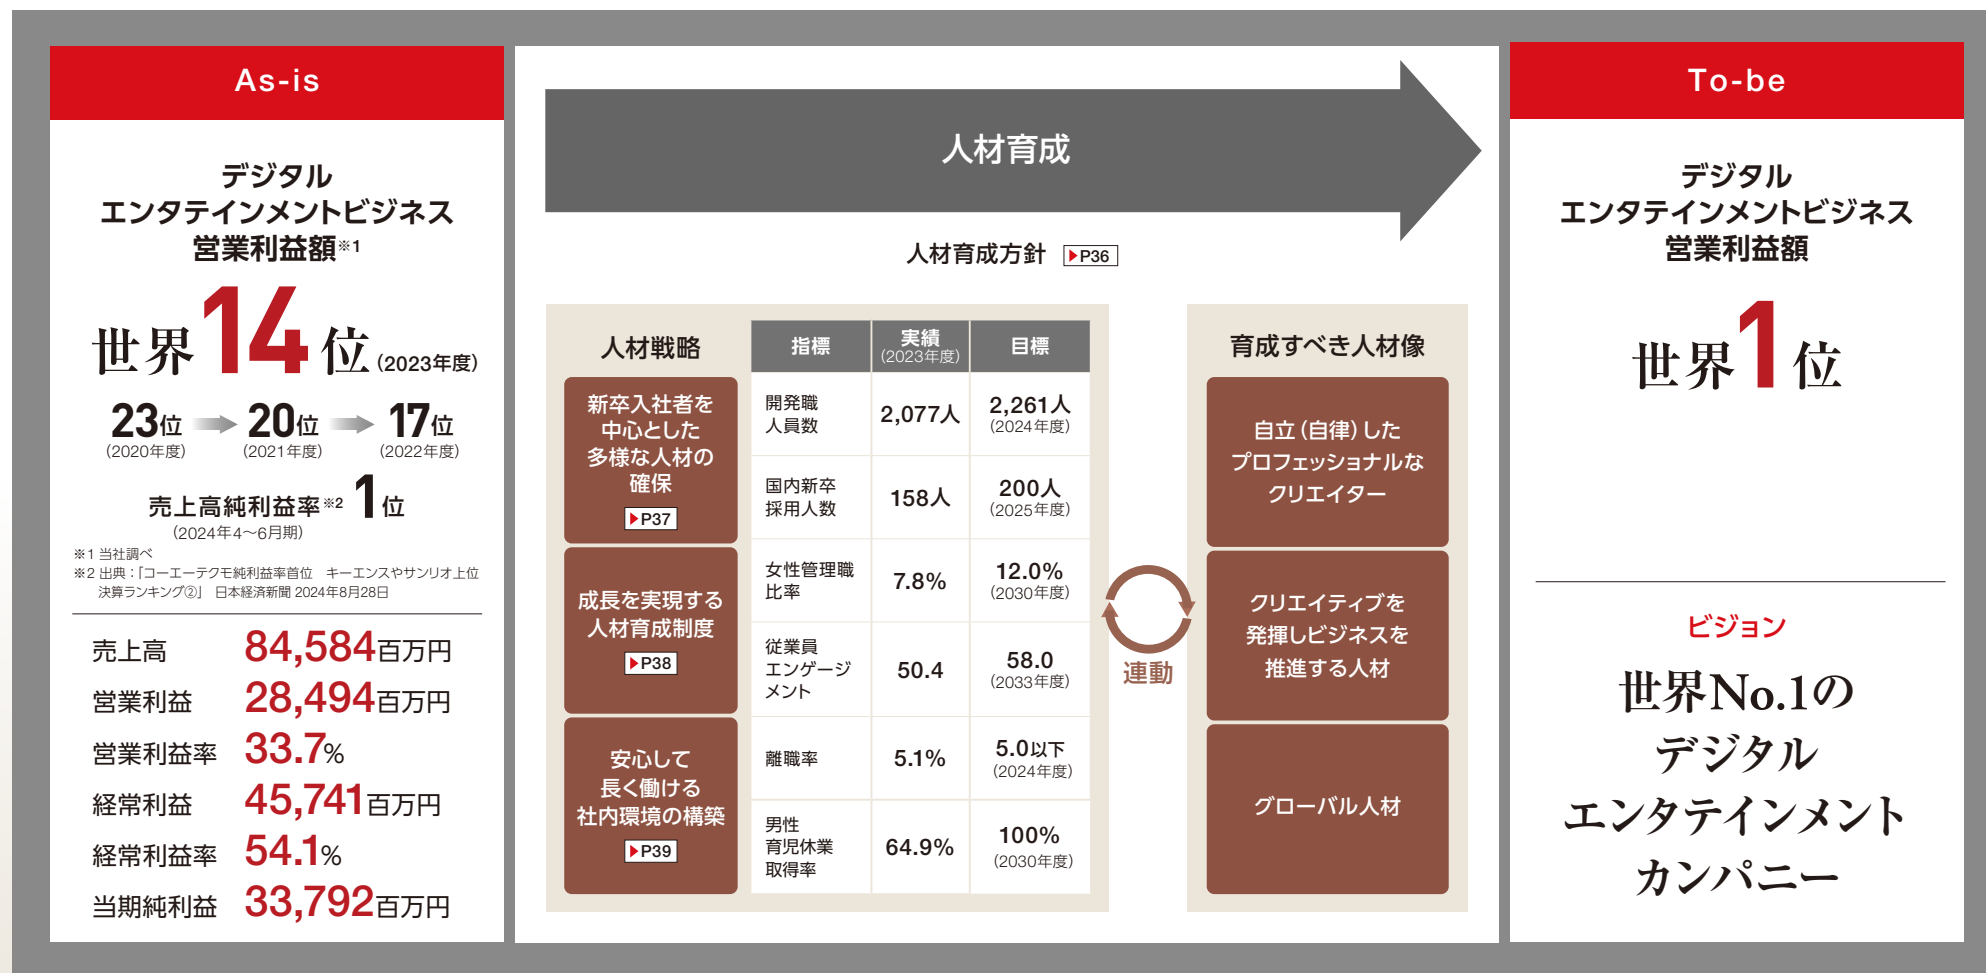 As-is
デジタル
エンタテインメントビジネス
営業利益額※1
世界14位(2023年度)
23位 20位 17位
(2020年度) (2021年度) (2022年度)
売上高純利益率※2 1位
(2024年4〜6月期)
※1 当社調べ
※2 出典:「コーエーテクモ純利益率首位 キーエンスやサンリオ上位
決算ランキング②」 日本経済新聞 2024年8月28日
売上高 84,584百万円
営業利益 28,494百万円
営業利益率 33.7%
経常利益 45,741百万円
経常利益率 54.1%
当期純利益 33,792百万円
人材育成
人材育成方針 P36
人材戦略
新卒入社者を
中心とした
多様な人材の
確保
P37
成長を実現する
人材育成制度
P38
安心して
長く働ける
社内環境の構築
P39
指標 実績 目標
(2023年度)
開発職
人員数
2,077人
2,261人
(2024年度)
国内新卒
採用人数
158人
200人
(2025年度)
女性管理職
比率
7.8%
12.0%
(2030年度)
従業員
エンゲージ
メント
50.4
58.0
(2033年度)
離職率
5.1%
5.0以下
(2024年度)
男性
育児休業
取得率
64.9%
100%
(2030年度)
連動
育成すべき人材像
自立(自律)した
プロフェッショナルな
クリエイター
クリエイティブを
発揮しビジネスを
推進する人材
グローバル人材
To-be
デジタル
エンタテインメントビジネス
営業利益額
世界1位
ビジョン
世界No.1の
デジタル
エンタテインメント
カンパニー